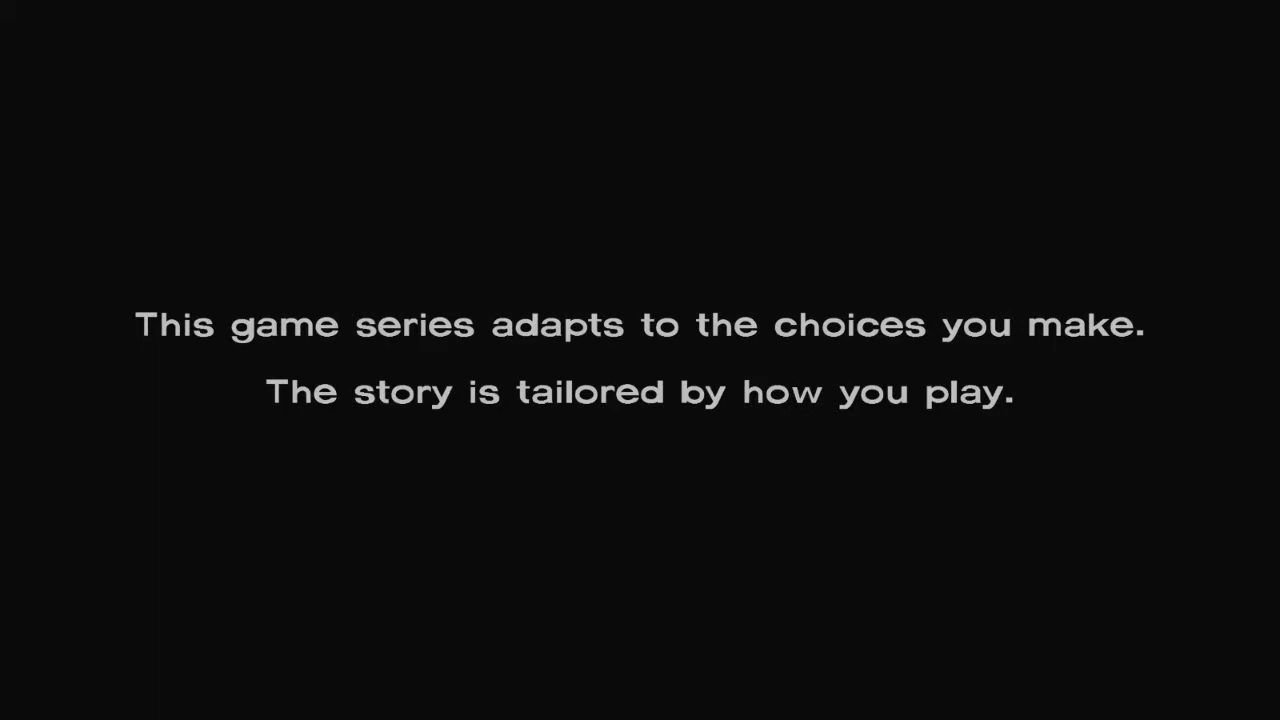 This game series adapts to the choices you make.
The story is tailored by how you play.